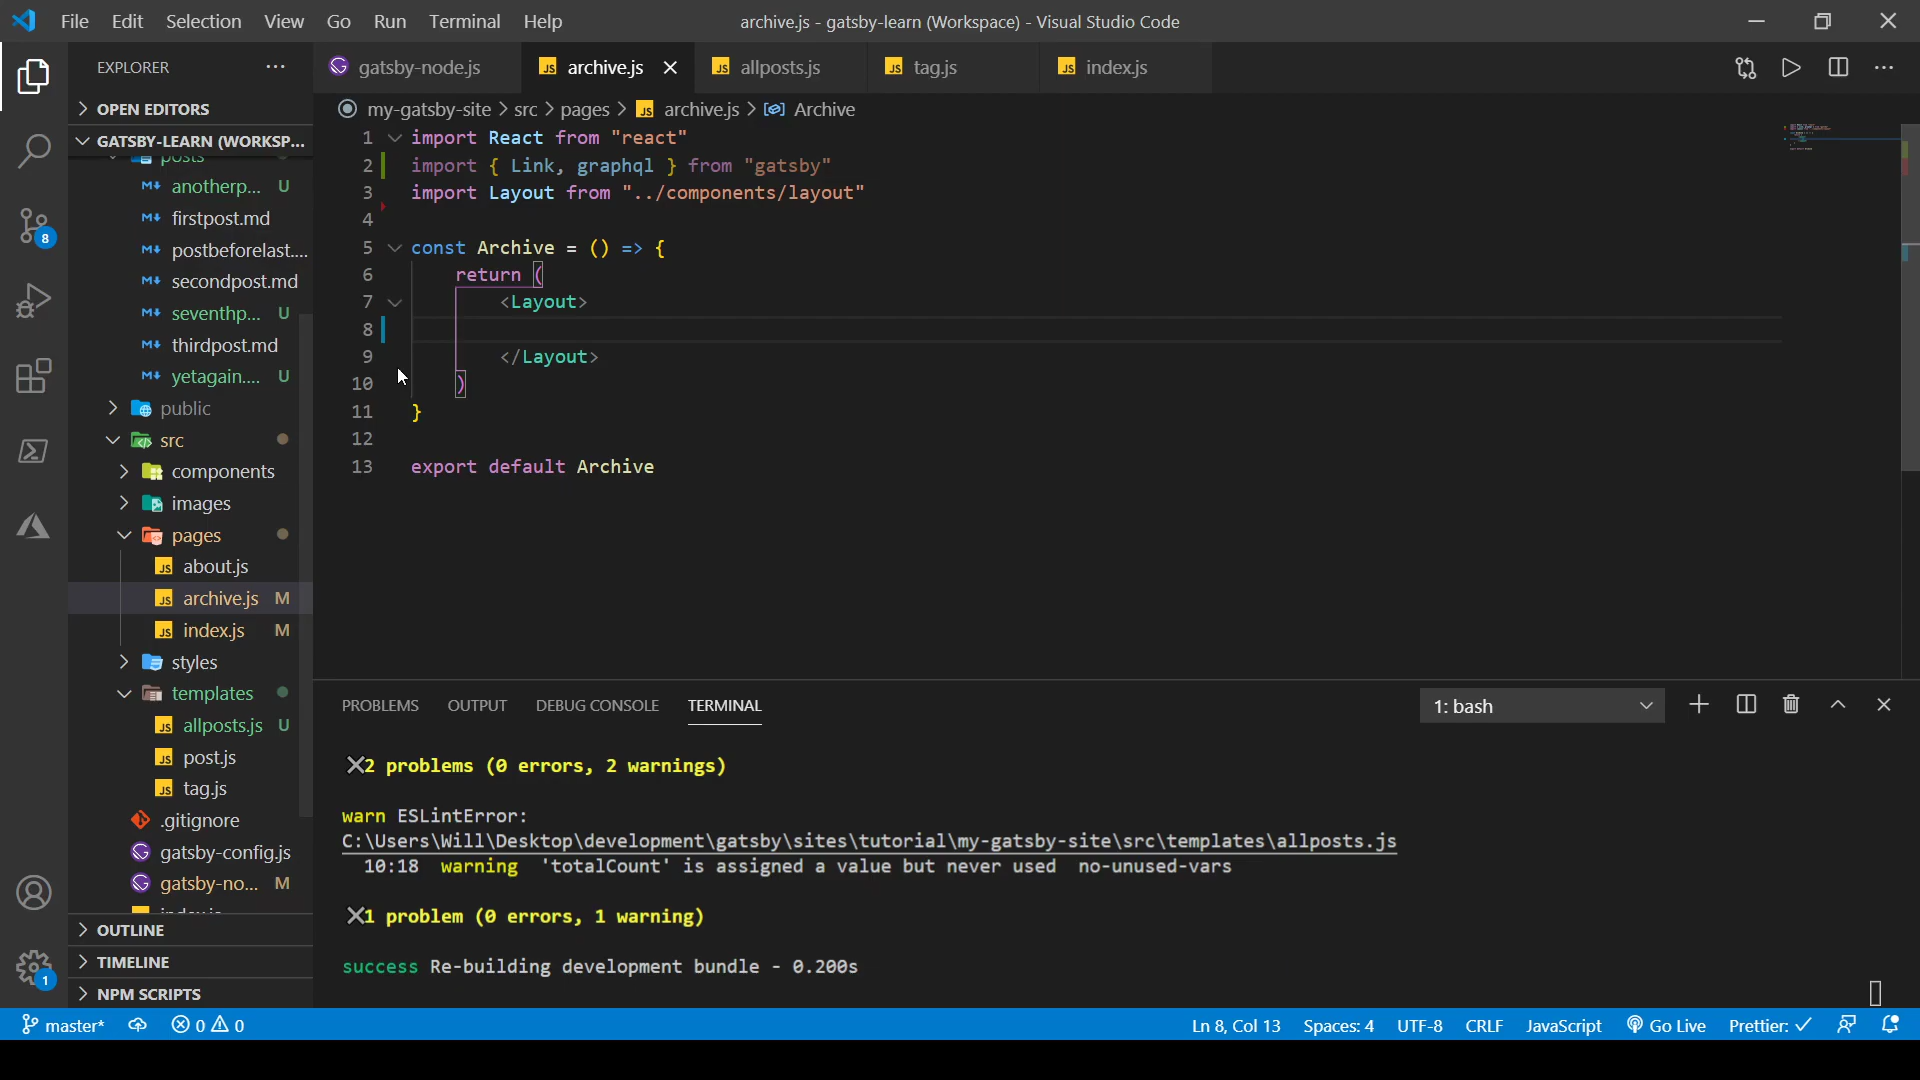 File Edit Selection View Go Run Terminal Help
archive.js - gatsby-learn (Workspace) - Visual Studio Code
EXPLORER
OPEN EDITORS
GATSBY-LEARN (WORKSP...
posts
anotherp... U
firstpost.md
postbeforelast....
secondpost.md
seventhp... U
thirdpost.md
yetagain.... U
public
src
components
images
pages
about.js
archive.js M
index.js M
styles
templates
allposts.js U
post.js
tag.js
.gitignore
gatsby-config.js
gatsby-no... M
OUTLINE
TIMELINE
NPM SCRIPTS
8
1
gatsby-node.js archive.js allposts.js tag.js index.js
my-gatsby-site > src > pages > JS archive.js > Archive
1 import React from "react"
2 import { Link, graphql } from "gatsby"
3 import Layout from "../components/layout"
4
5 const Archive = () => {
6 return (
7 <Layout>
8
9 </Layout>
10 )
11 }
12
13 export default Archive
PROBLEMS OUTPUT DEBUG CONSOLE TERMINAL
1: bash
2 problems (0 errors, 2 warnings)
warn ESLintError:
C:\Users\Will\Desktop\development\gatsby\sites\tutorial\my-gatsby-site\src\templates\allposts.js
10:18 warning 'totalCount' is assigned a value but never used no-unused-vars
1 problem (0 errors, 1 warning)
success Re-building development bundle - 0.200s
master* 0 0
Ln 8, Col 13 Spaces: 4 UTF-8 CRLF JavaScript Go Live Prettier: ✓